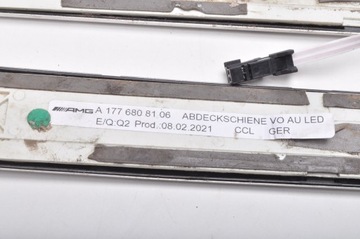 AMG A 177 680 81 06 ABDECKSCHIENE VO AU LED
E/Q:Q2 Prod.:08.02.2021 CCL GER